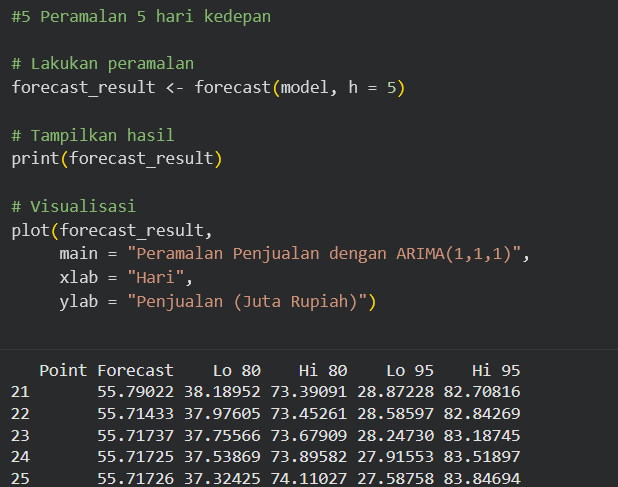 #5 Peramalan 5 hari kedepan
# Lakukan peramalan
forecast_result <- forecast(model, h = 5)
# Tampilkan hasil
print(forecast_result)
# Visualisasi
plot(forecast_result,
     main = "Peramalan Penjualan dengan ARIMA(1,1,1)",
     xlab = "Hari",
     ylab = "Penjualan (Juta Rupiah)")
   Point Forecast    Lo 80    Hi 80    Lo 95    Hi 95
21       55.79022 38.18952 73.39091 28.87228 82.70816
22       55.71433 37.97605 73.45261 28.58597 82.84269
23       55.71737 37.75566 73.67909 28.24730 83.18745
24       55.71725 37.53869 73.89582 27.91553 83.51897
25       55.71726 37.32425 74.11027 27.58758 83.84694